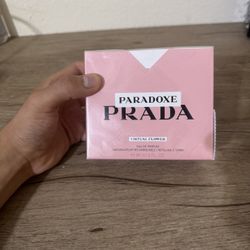 PARADOXE
PRADA
VIRTUAL FLOWER
EAU DE PARFUM